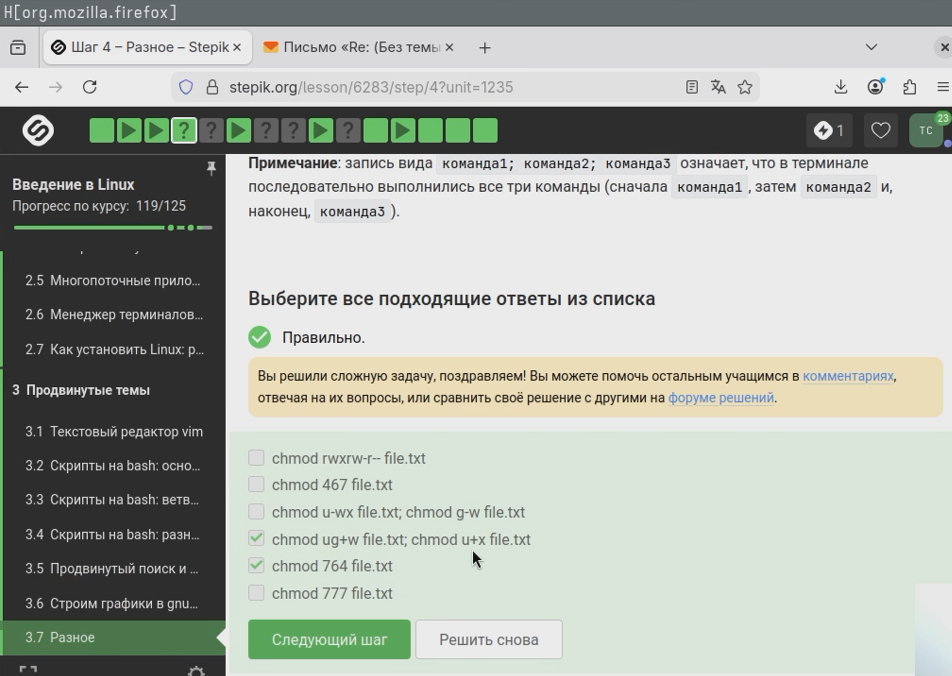 H[org.mozilla.firefox]
Шаг 4 – Разное – Stepik
Письмо «Re: (Без темы
stepik.org/lesson/6283/step/4?unit=1235
1
TC
23
Введение в Linux
Прогресс по курсу: 119/125
2.5 Многопоточные прило...
2.6 Менеджер терминалов...
2.7 Как установить Linux: р...
3 Продвинутые темы
3.1 Текстовый редактор vim
3.2 Скрипты на bash: осно...
3.3 Скрипты на bash: ветв...
3.4 Скрипты на bash: разн...
3.5 Продвинутый поиск и ...
3.6 Строим графики в gnu...
3.7 Разное
Примечание: запись вида команда1; команда2; команда3 означает, что в терминале
последовательно выполнились все три команды (сначала команда1, затем команда2 и,
наконец, команда3).
Выберите все подходящие ответы из списка
Правильно.
Вы решили сложную задачу, поздравляем! Вы можете помочь остальным учащимся в комментариях,
отвечая на их вопросы, или сравнить своё решение с другими на форуме решений.
chmod rwxrw-r-- file.txt
chmod 467 file.txt
chmod u-wx file.txt; chmod g-w file.txt
chmod ug+w file.txt; chmod u+x file.txt
chmod 764 file.txt
chmod 777 file.txt
Следующий шаг
Решить снова